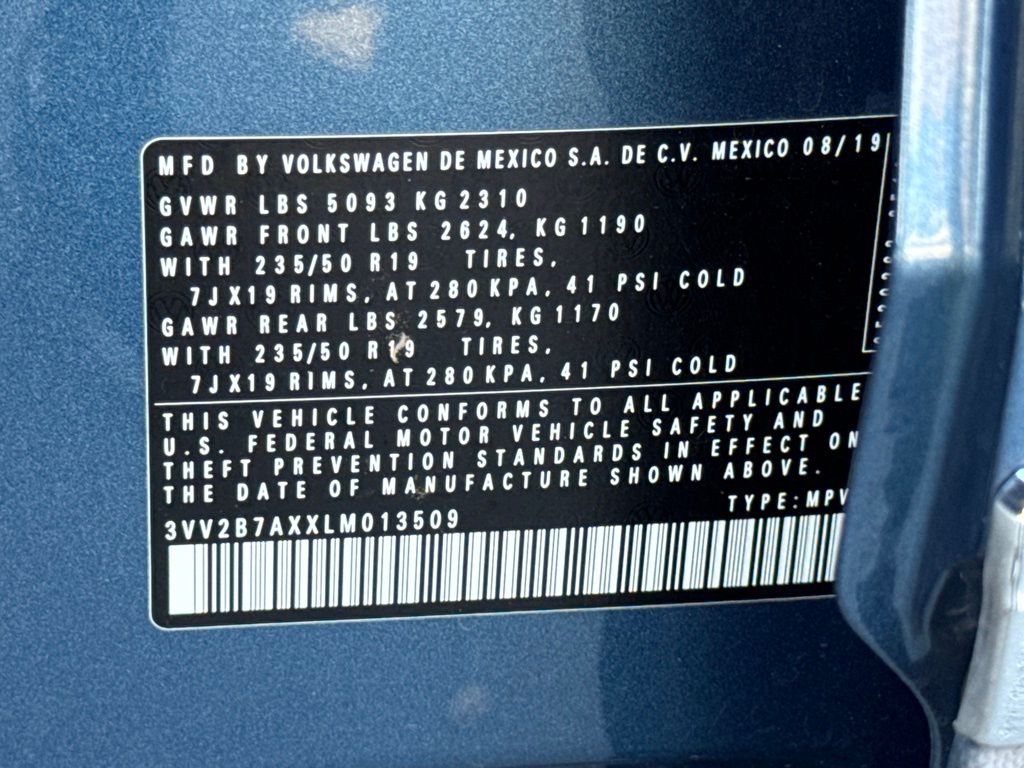 MFD BY VOLKSWAGEN DE MEXICO S.A. DE C.V. MEXICO 08/19
GVWR LBS 5093 KG 2310
GAWR FRONT LBS 2624, KG 1190
WITH 235/50 R19 TIRES,
7JX19 RIMS, AT 280 KPA, 41 PSI COLD
GAWR REAR LBS 2579, KG 1170
WITH 235/50 R19 TIRES,
7JX19 RIMS, AT 280 KPA, 41 PSI COLD
THIS VEHICLE CONFORMS TO ALL APPLICABLE
U.S. FEDERAL MOTOR VEHICLE SAFETY AND
THEFT PREVENTION STANDARDS IN EFFECT ON
THE DATE OF MANUFACTURE SHOWN ABOVE.
3VV2B7AXXLM013509 TYPE: MPV